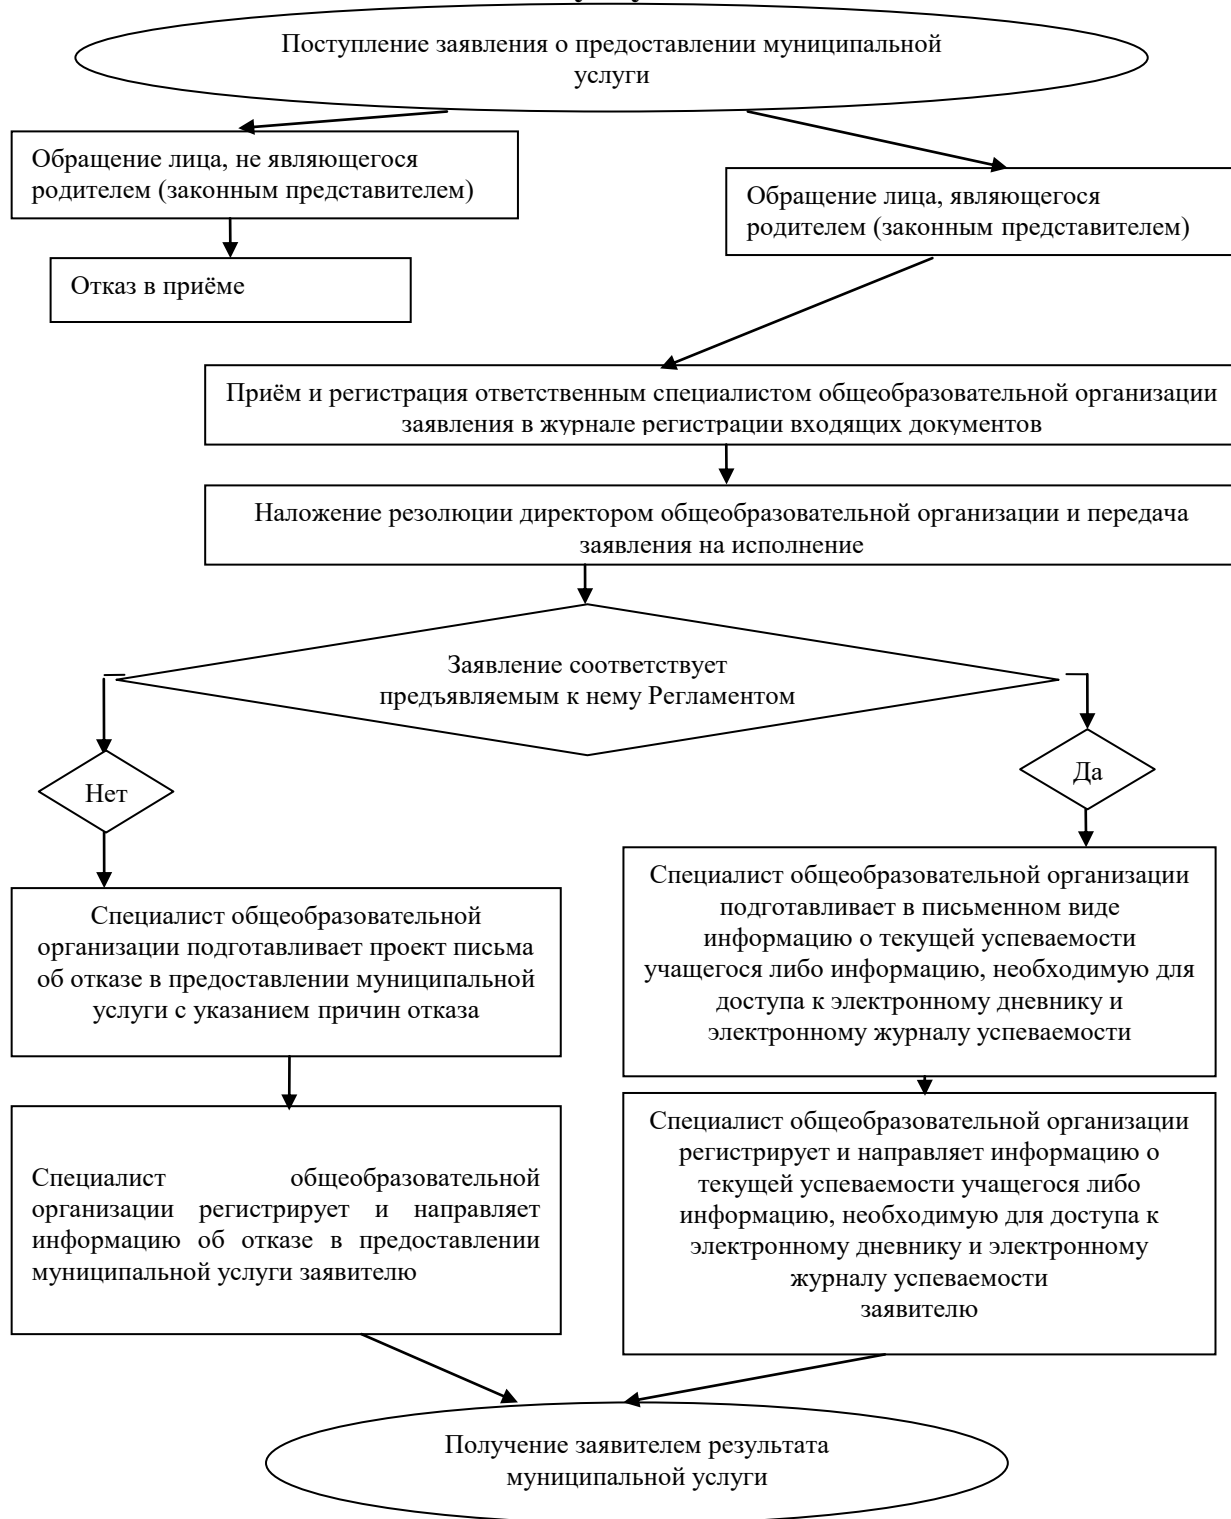 Поступление заявления о предоставлении муниципальной
услуги
Обращение лица, не являющегося
родителем (законным представителем)
Обращение лица, являющегося
родителем (законным представителем)
Отказ в приёме
Приём и регистрация ответственным специалистом общеобразовательной организации
заявления в журнале регистрации входящих документов
Наложение резолюции директором общеобразовательной организации и передача
заявления на исполнение
Заявление соответствует
предъявляемым к нему Регламентом
Нет
Да
Специалист общеобразовательной
организации подготавливает проект письма
об отказе в предоставлении муниципальной
услуги с указанием причин отказа
Специалист общеобразовательной организации
подготавливает в письменном виде
информацию о текущей успеваемости
учащегося либо информацию, необходимую для
доступа к электронному дневнику и
электронному журналу успеваемости
Специалист общеобразовательной
организации регистрирует и направляет
информацию об отказе в предоставлении
муниципальной услуги заявителю
Специалист общеобразовательной организации
регистрирует и направляет информацию о
текущей успеваемости учащегося либо
информацию, необходимую для доступа к
электронному дневнику и электронному
журналу успеваемости
заявителю
Получение заявителем результата
муниципальной услуги